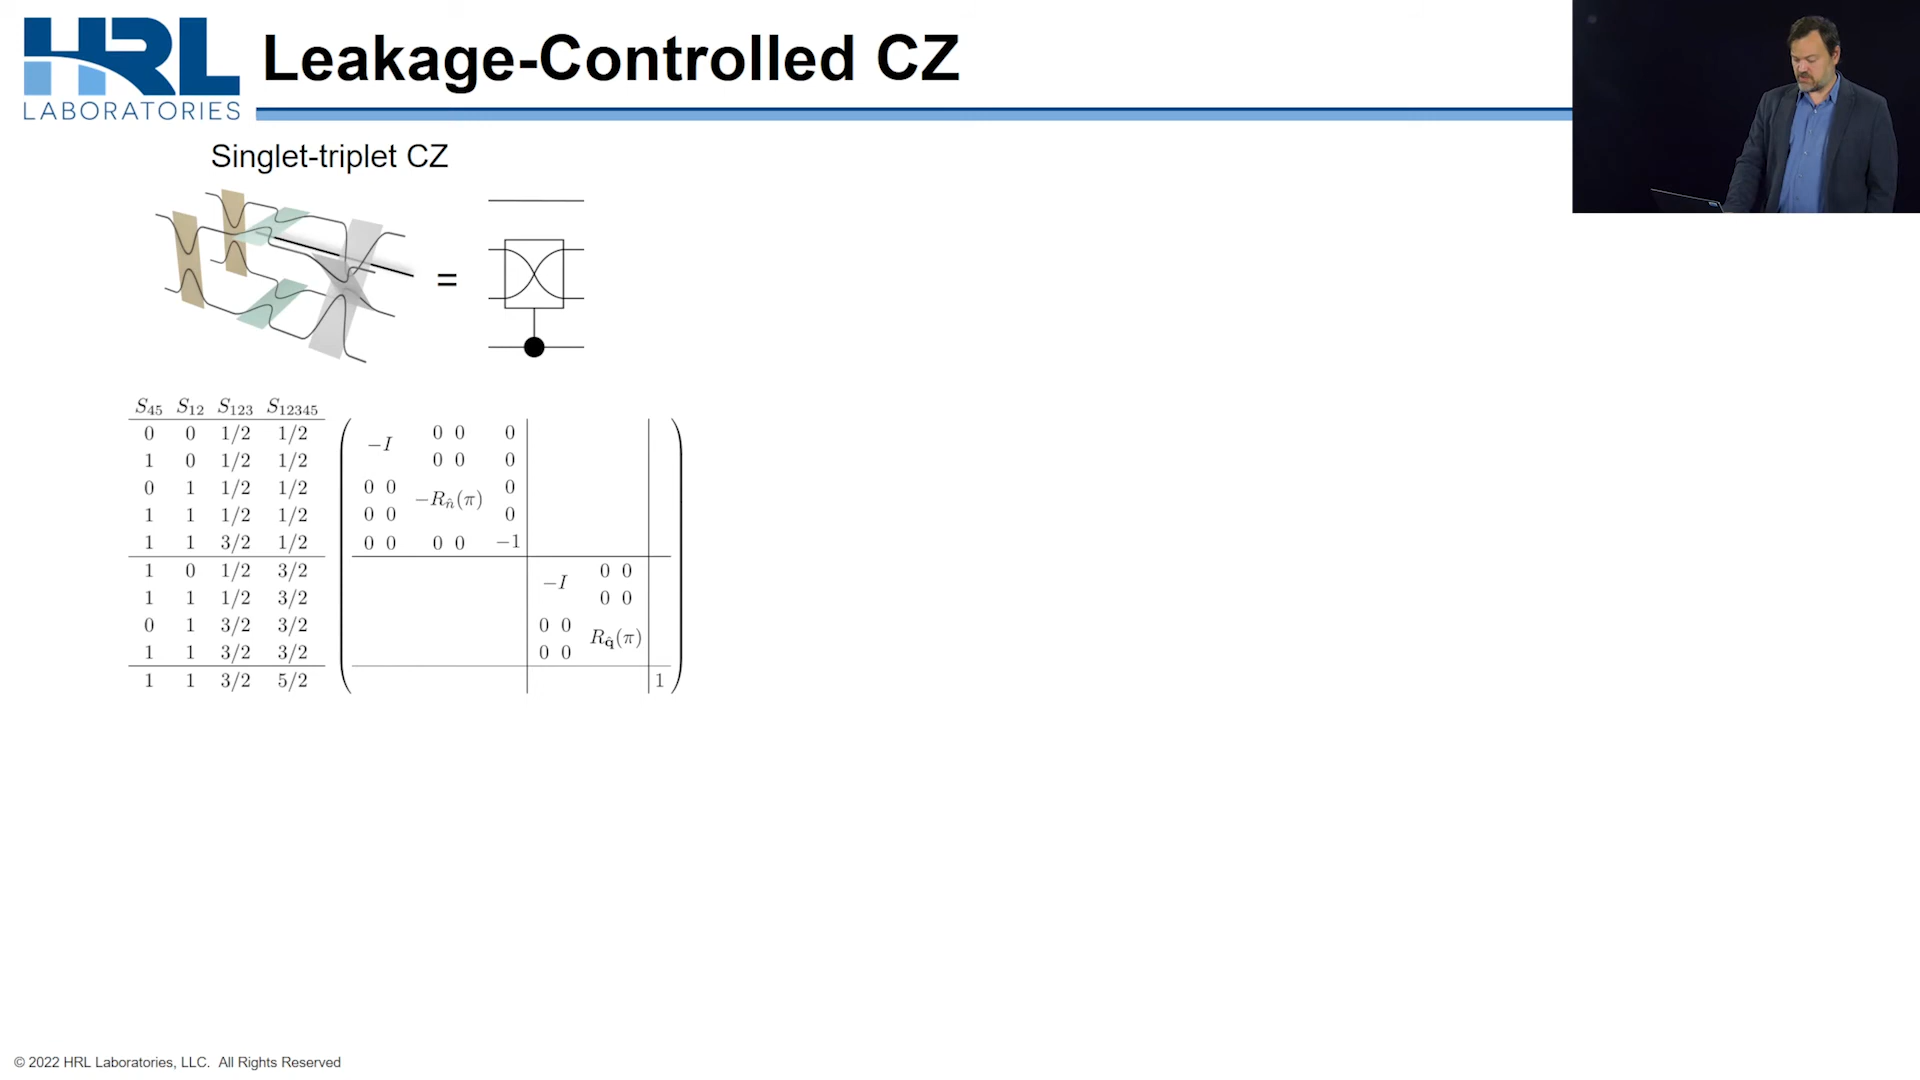 HRL
LABORATORIES
Leakage-Controlled CZ
Singlet-triplet CZ
=
S₄₅ S₁₂ S₁₂₃ S₁₂₃₄₅
0 0 1/2 1/2 −I 0 0 0
1 0 1/2 1/2 0 0 0
0 1 1/2 1/2 0 0 −Rn̂(π) 0
1 1 1/2 1/2 0 0 0
1 1 3/2 1/2 0 0 0 0 −1
1 0 1/2 3/2 −I 0 0
1 1 1/2 3/2 0 0
0 1 3/2 3/2 0 0 Rq̂(π)
1 1 3/2 3/2 0 0
1 1 3/2 5/2 1
© 2022 HRL Laboratories, LLC. All Rights Reserved